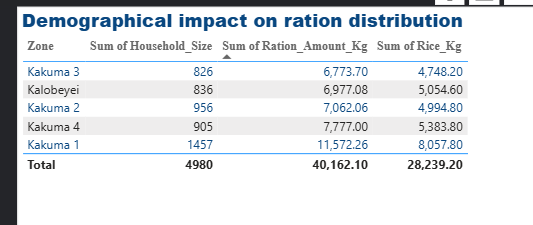 Demographical impact on ration distribution
Zone Sum of Household_Size Sum of Ration_Amount_Kg Sum of Rice_Kg
Kakuma 3 826 6,773.70 4,748.20
Kalobeyei 836 6,977.08 5,054.60
Kakuma 2 956 7,062.06 4,994.80
Kakuma 4 905 7,777.00 5,383.80
Kakuma 1 1457 11,572.26 8,057.80
Total 4980 40,162.10 28,239.20